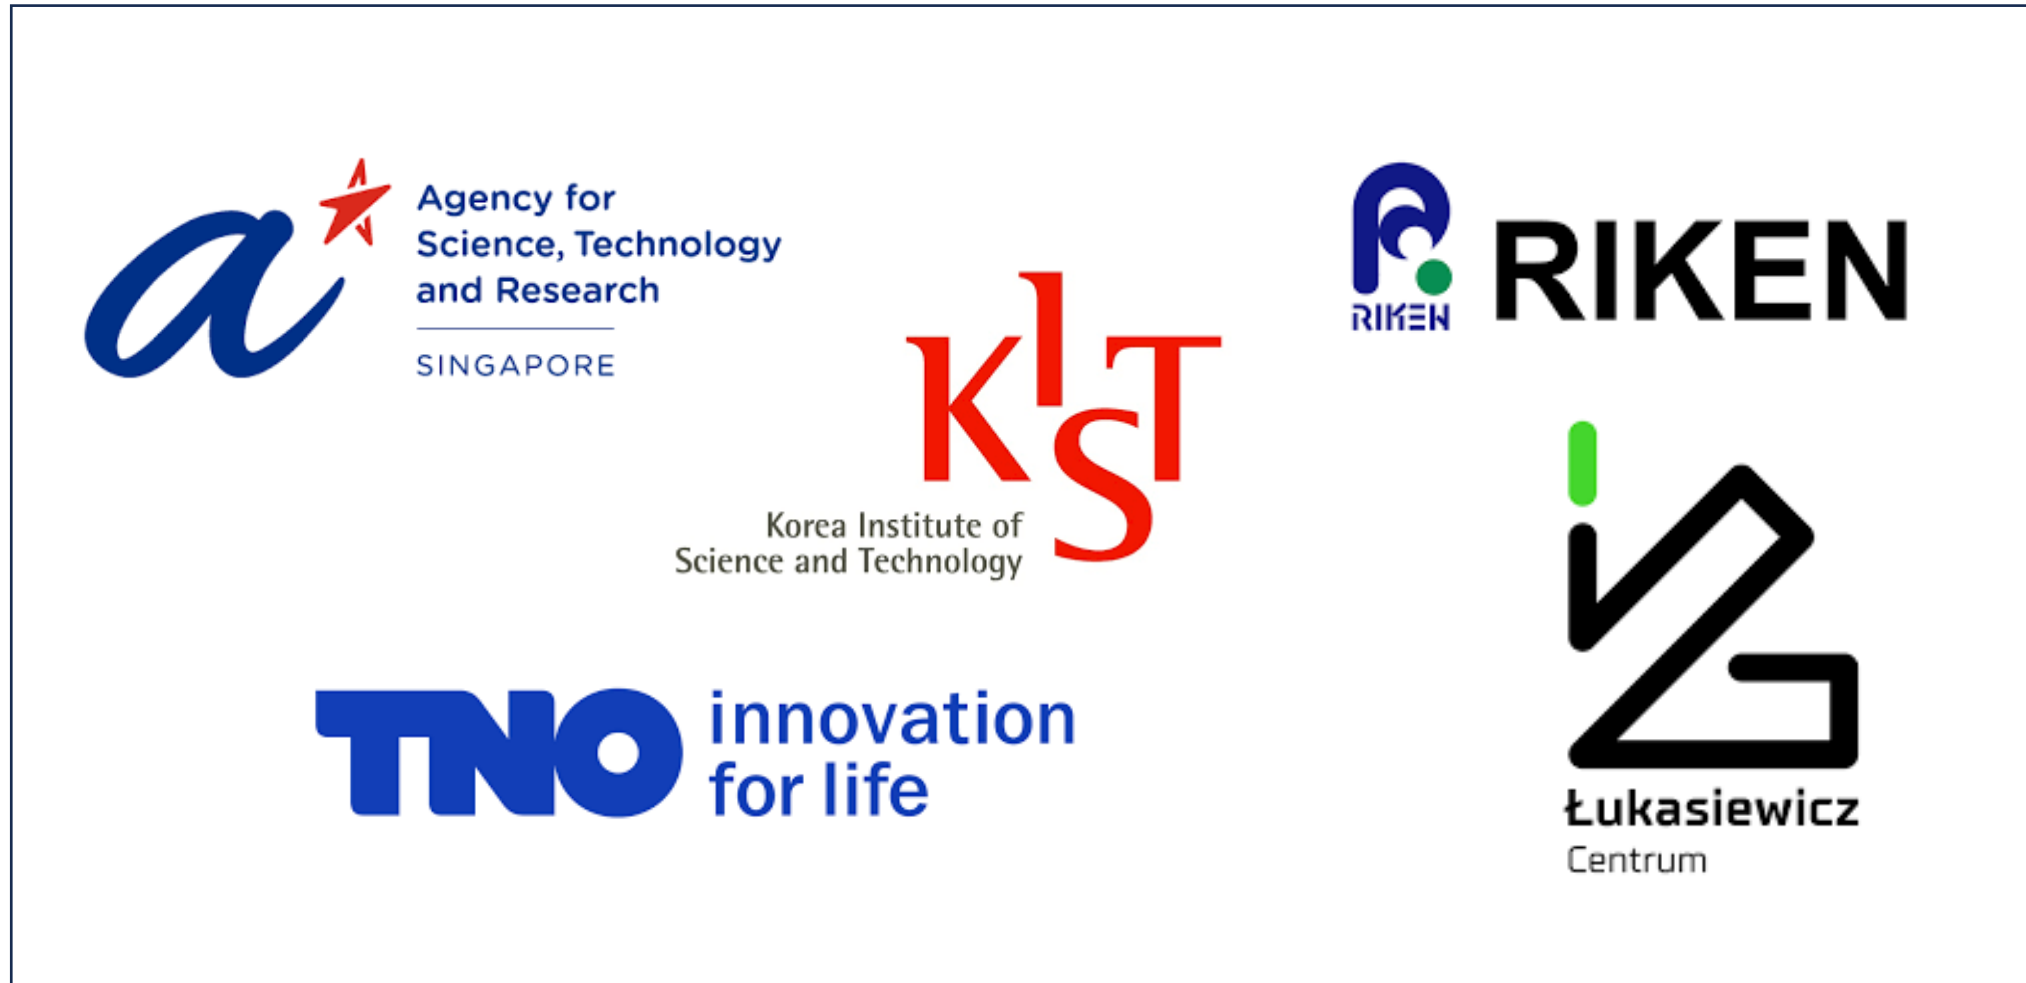 Agency for
Science, Technology
and Research
SINGAPORE
RIKEN
RIKEN
KIST
Korea Institute of
Science and Technology
TNO innovation
for life
Łukasiewicz
Centrum